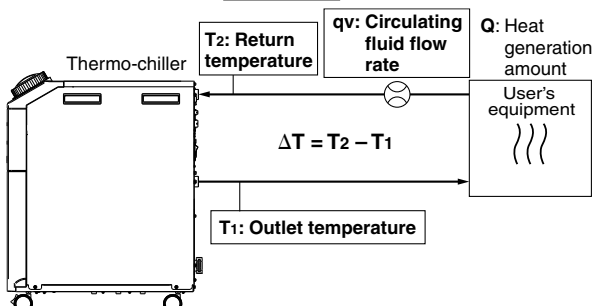 Thermo-chiller
T2: Return
temperature
qv: Circulating
fluid flow
rate
Q: Heat
generation
amount
User's
equipment
ΔT = T2 – T1
T1: Outlet temperature